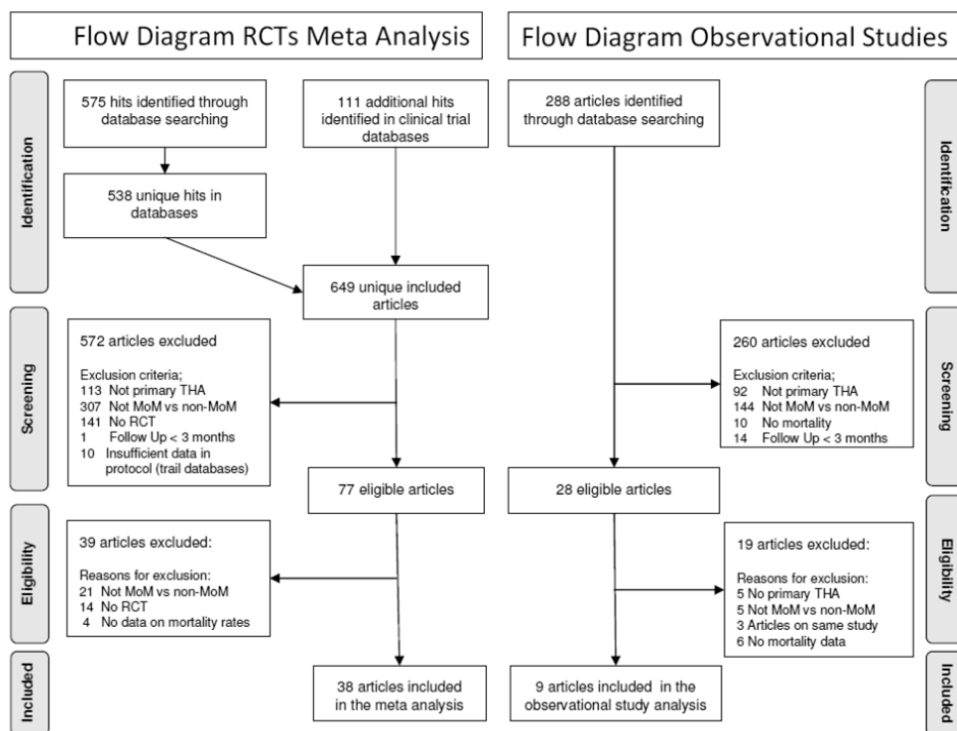 Flow Diagram RCTs Meta Analysis
Identification
575 hits identified through
database searching
111 additional hits
identified in clinical trial
databases
538 unique hits in
databases
649 unique included
articles
Screening
572 articles excluded
Exclusion criteria;
113 Not primary THA
307 Not MoM vs non-MoM
141 No RCT
1 Follow Up < 3 months
10 Insufficient data in
protocol (trail databases)
77 eligible articles
Eligibility
39 articles excluded:
Reasons for exclusion:
21 Not MoM vs non-MoM
14 No RCT
4 No data on mortality rates
Included
38 articles included
in the meta analysis
Flow Diagram Observational Studies
Identification
288 articles identified
through database searching
Screening
260 articles excluded
Exclusion criteria;
92 Not primary THA
144 Not MoM vs non-MoM
10 No mortality
14 Follow Up < 3 months
28 eligible articles
Eligibility
19 articles excluded:
Reasons for exclusion:
5 No primary THA
5 Not MoM vs non-MoM
3 Articles on same study
6 No mortality data
Included
9 articles included in the
observational study analysis